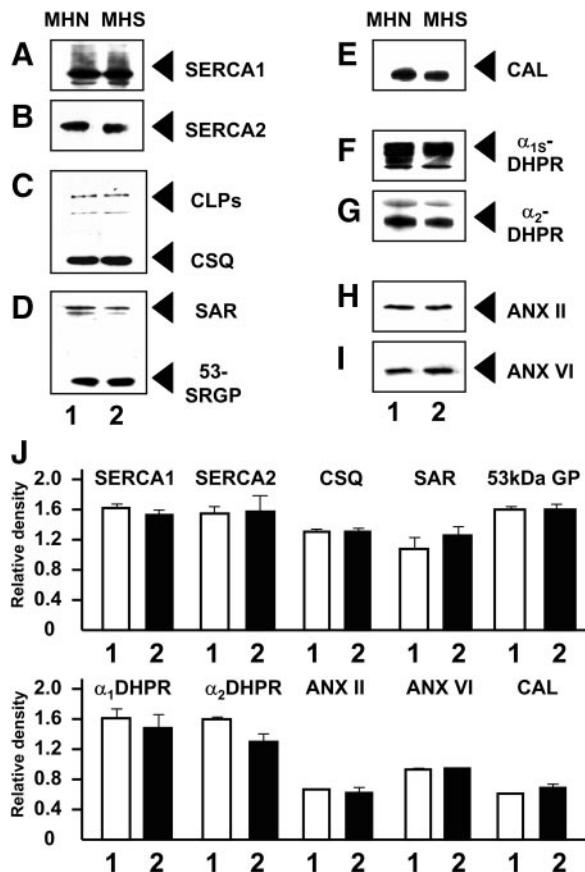 MHN MHS
A
SERCA1
B
SERCA2
C
CLPs
CSQ
D
SAR
53-
SRGP
1 2
MHN MHS
E
CAL
F
α1S-
DHPR
G
α2-
DHPR
H
ANX II
I
ANX VI
1 2
J
SERCA1 SERCA2 CSQ SAR 53kDa GP
Relative density
2.0
1.6
1.2
0.4
0
1 2 1 2 1 2 1 2 1 2
α1DHPR α2DHPR ANX II ANX VI CAL
Relative density
2.0
1.6
1.2
0.8
0.4
0
1 2 1 2 1 2 1 2 1 2